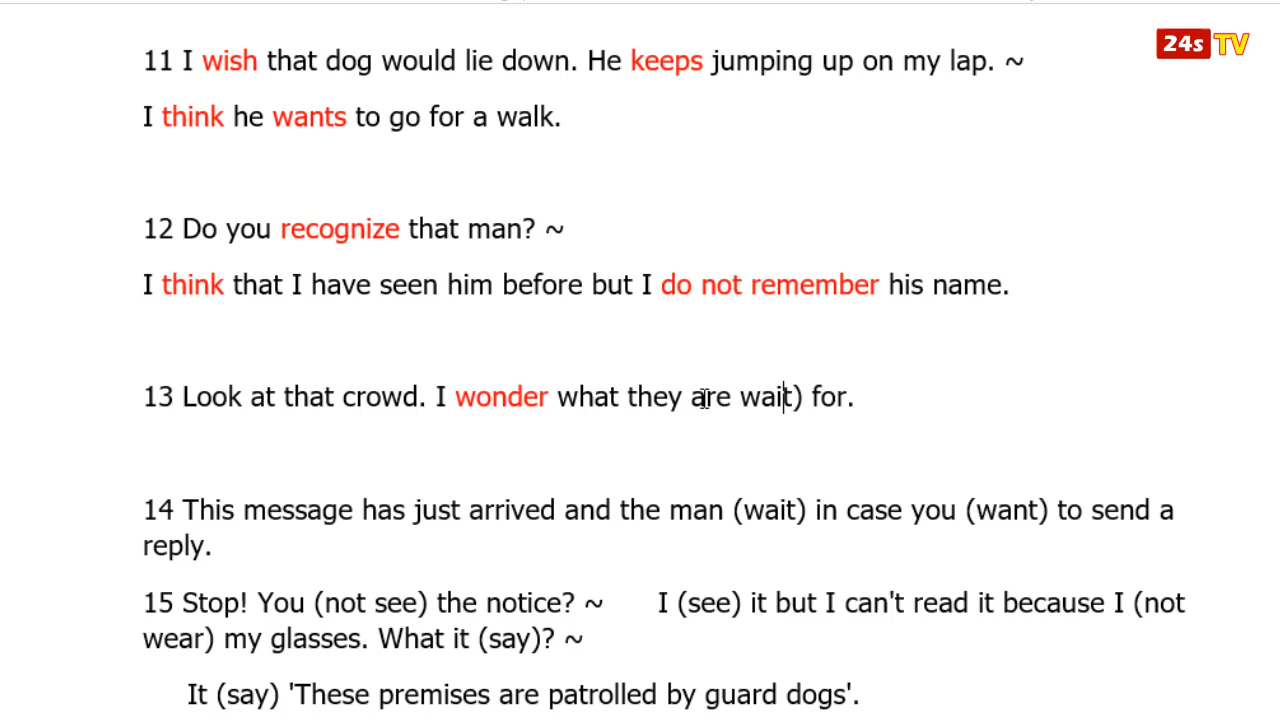 24s TV
11 I wish that dog would lie down. He keeps jumping up on my lap. ~
I think he wants to go for a walk.
12 Do you recognize that man? ~
I think that I have seen him before but I do not remember his name.
13 Look at that crowd. I wonder what they are wait) for.
14 This message has just arrived and the man (wait) in case you (want) to send a
reply.
15 Stop! You (not see) the notice? ~ I (see) it but I can't read it because I (not
wear) my glasses. What it (say)? ~
It (say) 'These premises are patrolled by guard dogs'.